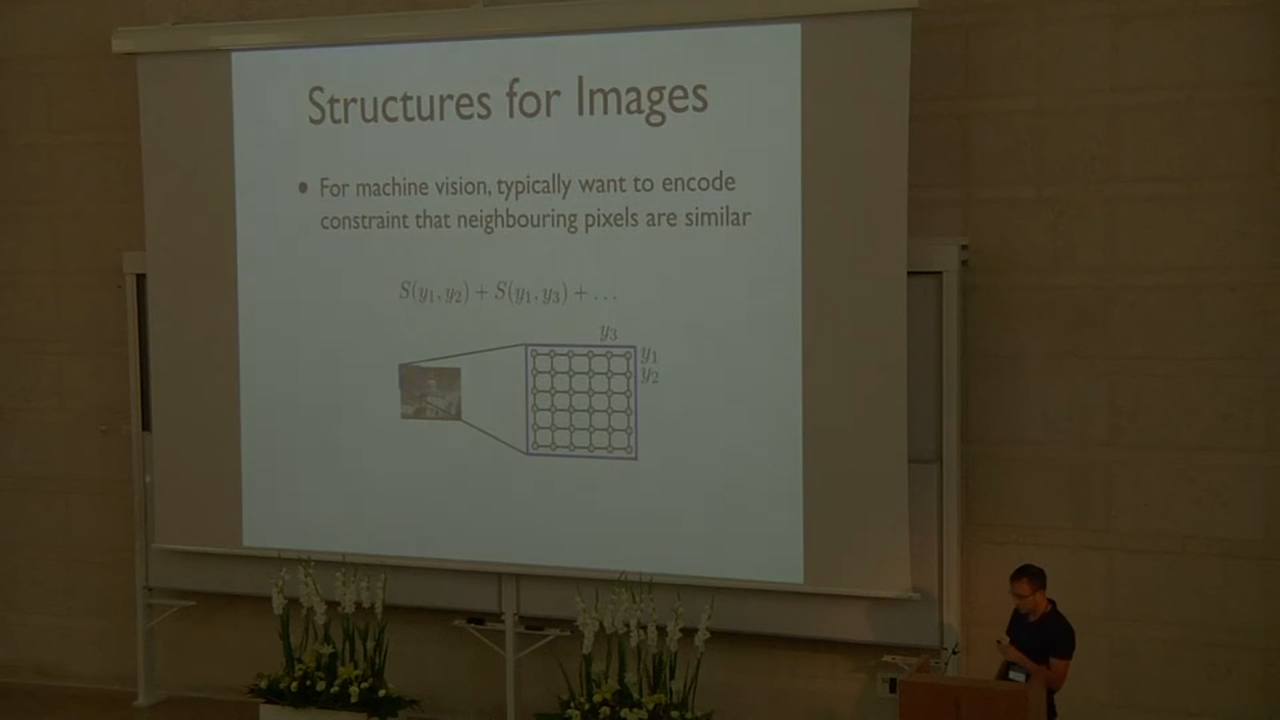 Structures for Images
• For machine vision, typically want to encode
constraint that neighbouring pixels are similar
S(y₁, y₂) + S(y₁, y₃) + . . .
y₃
y₁
y₂